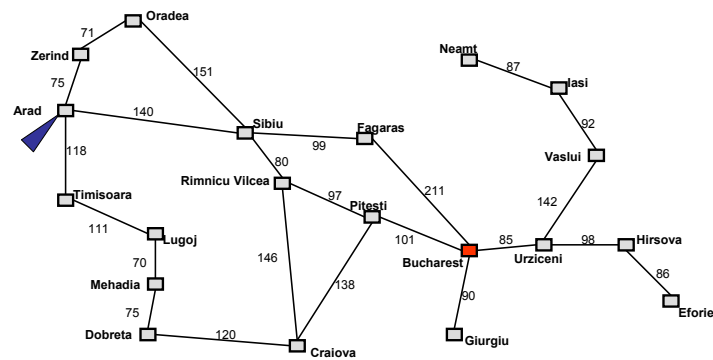 Oradea
71
Neamt
Zerind
87
Iasi
75
151
Arad
140
Sibiu
Fagaras
92
99
118
80
Vaslui
Rimnicu Vilcea
97
211
Timisoara
Pitesti
142
111
Lugoj
101
85
98
Hirsova
146
Bucharest
Urziceni
70
138
86
Mehadia
90
75
Eforie
Dobreta
120
Giurgiu
Craiova